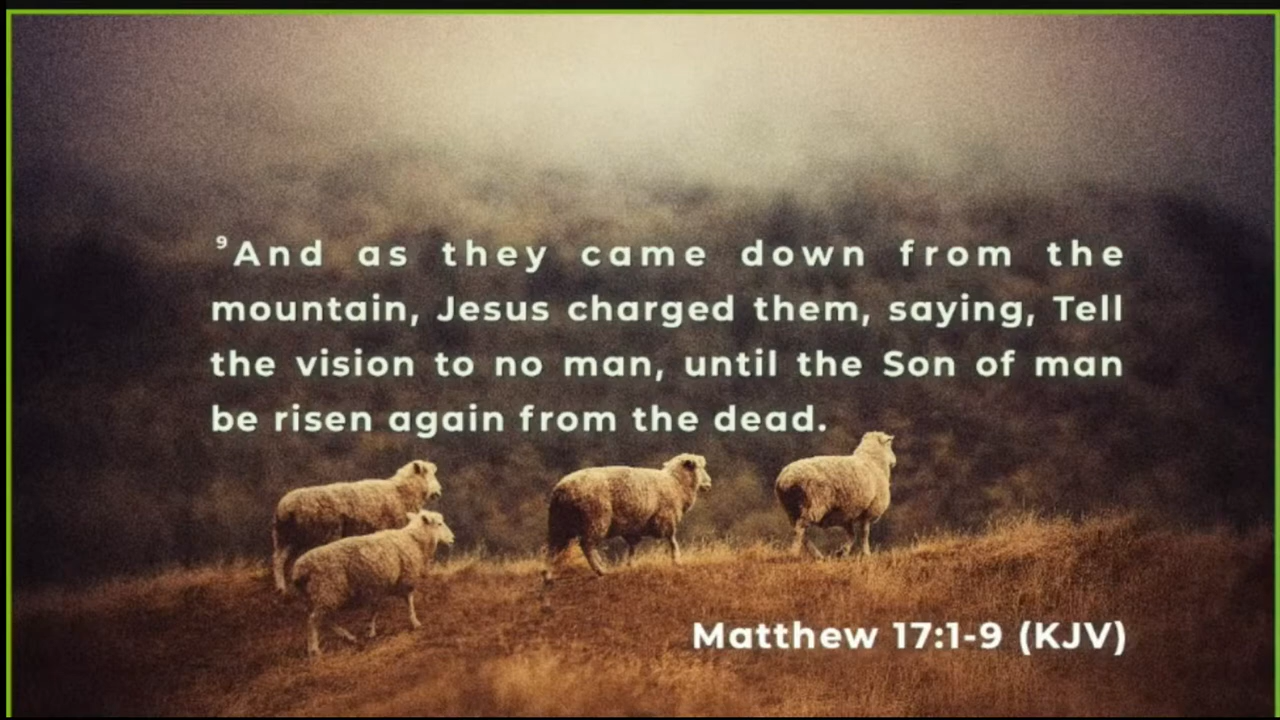 ⁹And as they came down from the
mountain, Jesus charged them, saying, Tell
the vision to no man, until the Son of man
be risen again from the dead.
Matthew 17:1-9 (KJV)